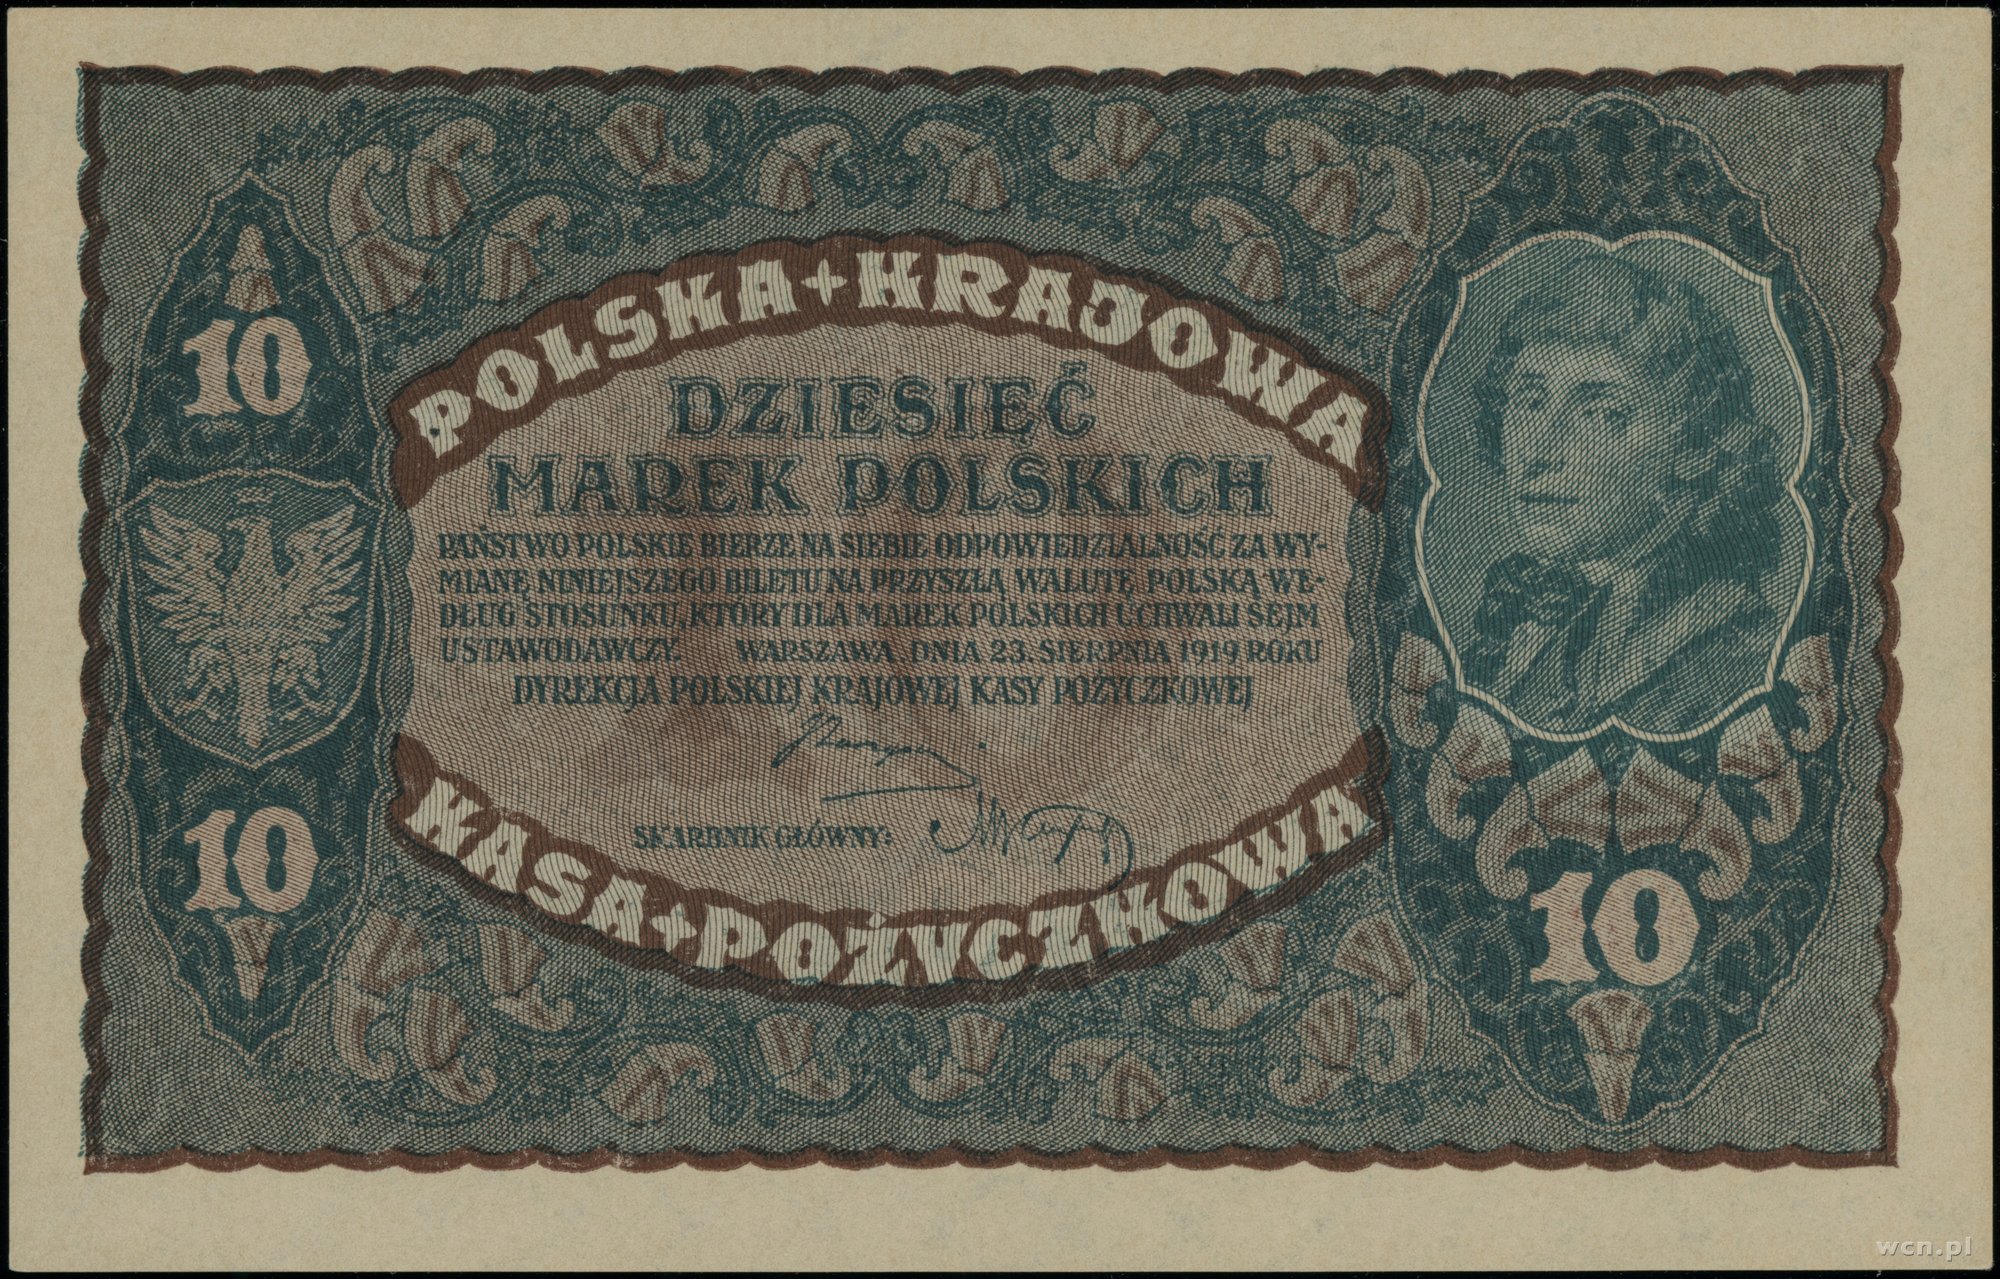 POLSKA + KRAJOWA
DZIESIĘĆ
MAREK POLSKICH
PAŃSTWO POLSKIE BIERZE NA SIEBIE ODPOWIEDZIALNOŚĆ ZA WY-
MIANĘ NINIEJSZEGO BILETU NA PRZYSZŁĄ WALUTĘ POLSKĄ WE-
DŁUG STOSUNKU, KTÓRY DLA MAREK POLSKICH UCHWALI SEJM
USTAWODAWCZY. WARSZAWA DNIA 23. SIERPNIA 1919 ROKU
DYREKCJA POLSKIEJ KRAJOWEJ KASY POŻYCZKOWEJ
SKARBNIK GŁÓWNY:
KASA + POŻYCZKOWA
10
10
10
wcn.pl